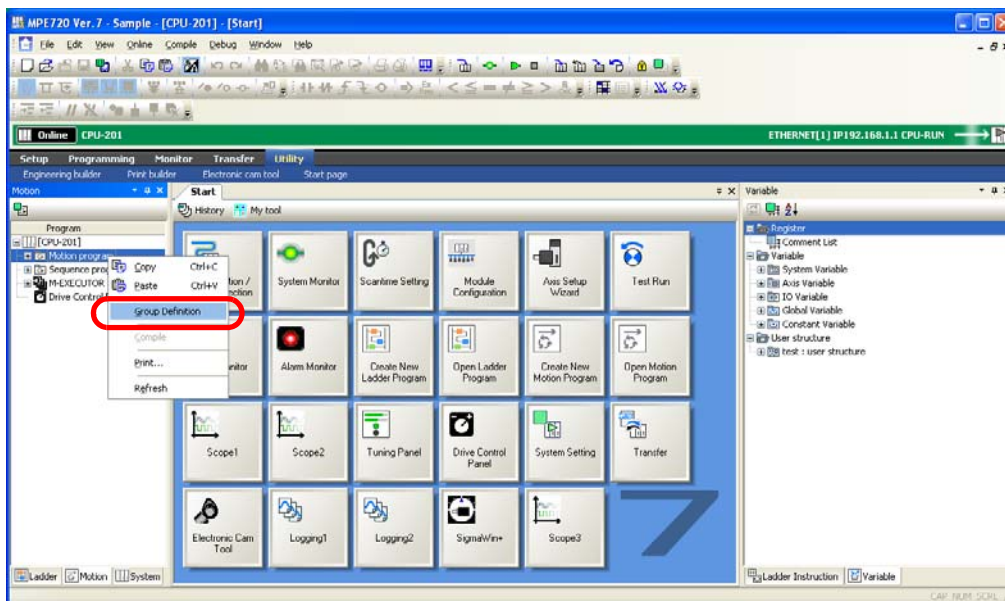 MPE720 Ver.7 - Sample - [CPU-201] - [Start]
File Edit View Online Compile Debug Window Help
Online CPU-201
ETHERNET[1] IP192.168.1.1 CPU-RUN
Setup Programming Monitor Transfer Utility
Engineering builder Print builder Electronic cam tool Start page
Motion
Program
[CPU-201]
Motion program
Sequence pro
M-EXECUTOR
Drive Control
Copy Ctrl+C
Paste Ctrl+V
Group Definition
Compile
Print...
Refresh
Start
History My tool
System Monitor
Scantime Setting
Module Configuration
Axis Setup Wizard
Test Run
Alarm Monitor
Create New Ladder Program
Open Ladder Program
Create New Motion Program
Open Motion Program
Scope1
Scope2
Tuning Panel
Drive Control Panel
System Setting
Transfer
Electronic Cam Tool
Logging1
Logging2
SigmaWin+
Scope3
7
Variable
Register
Comment List
Variable
System Variable
Axis Variable
IO Variable
Global Variable
Constant Variable
User structure
test : user structure
Ladder Motion System
Ladder Instruction Variable
CAP NUM SCRL